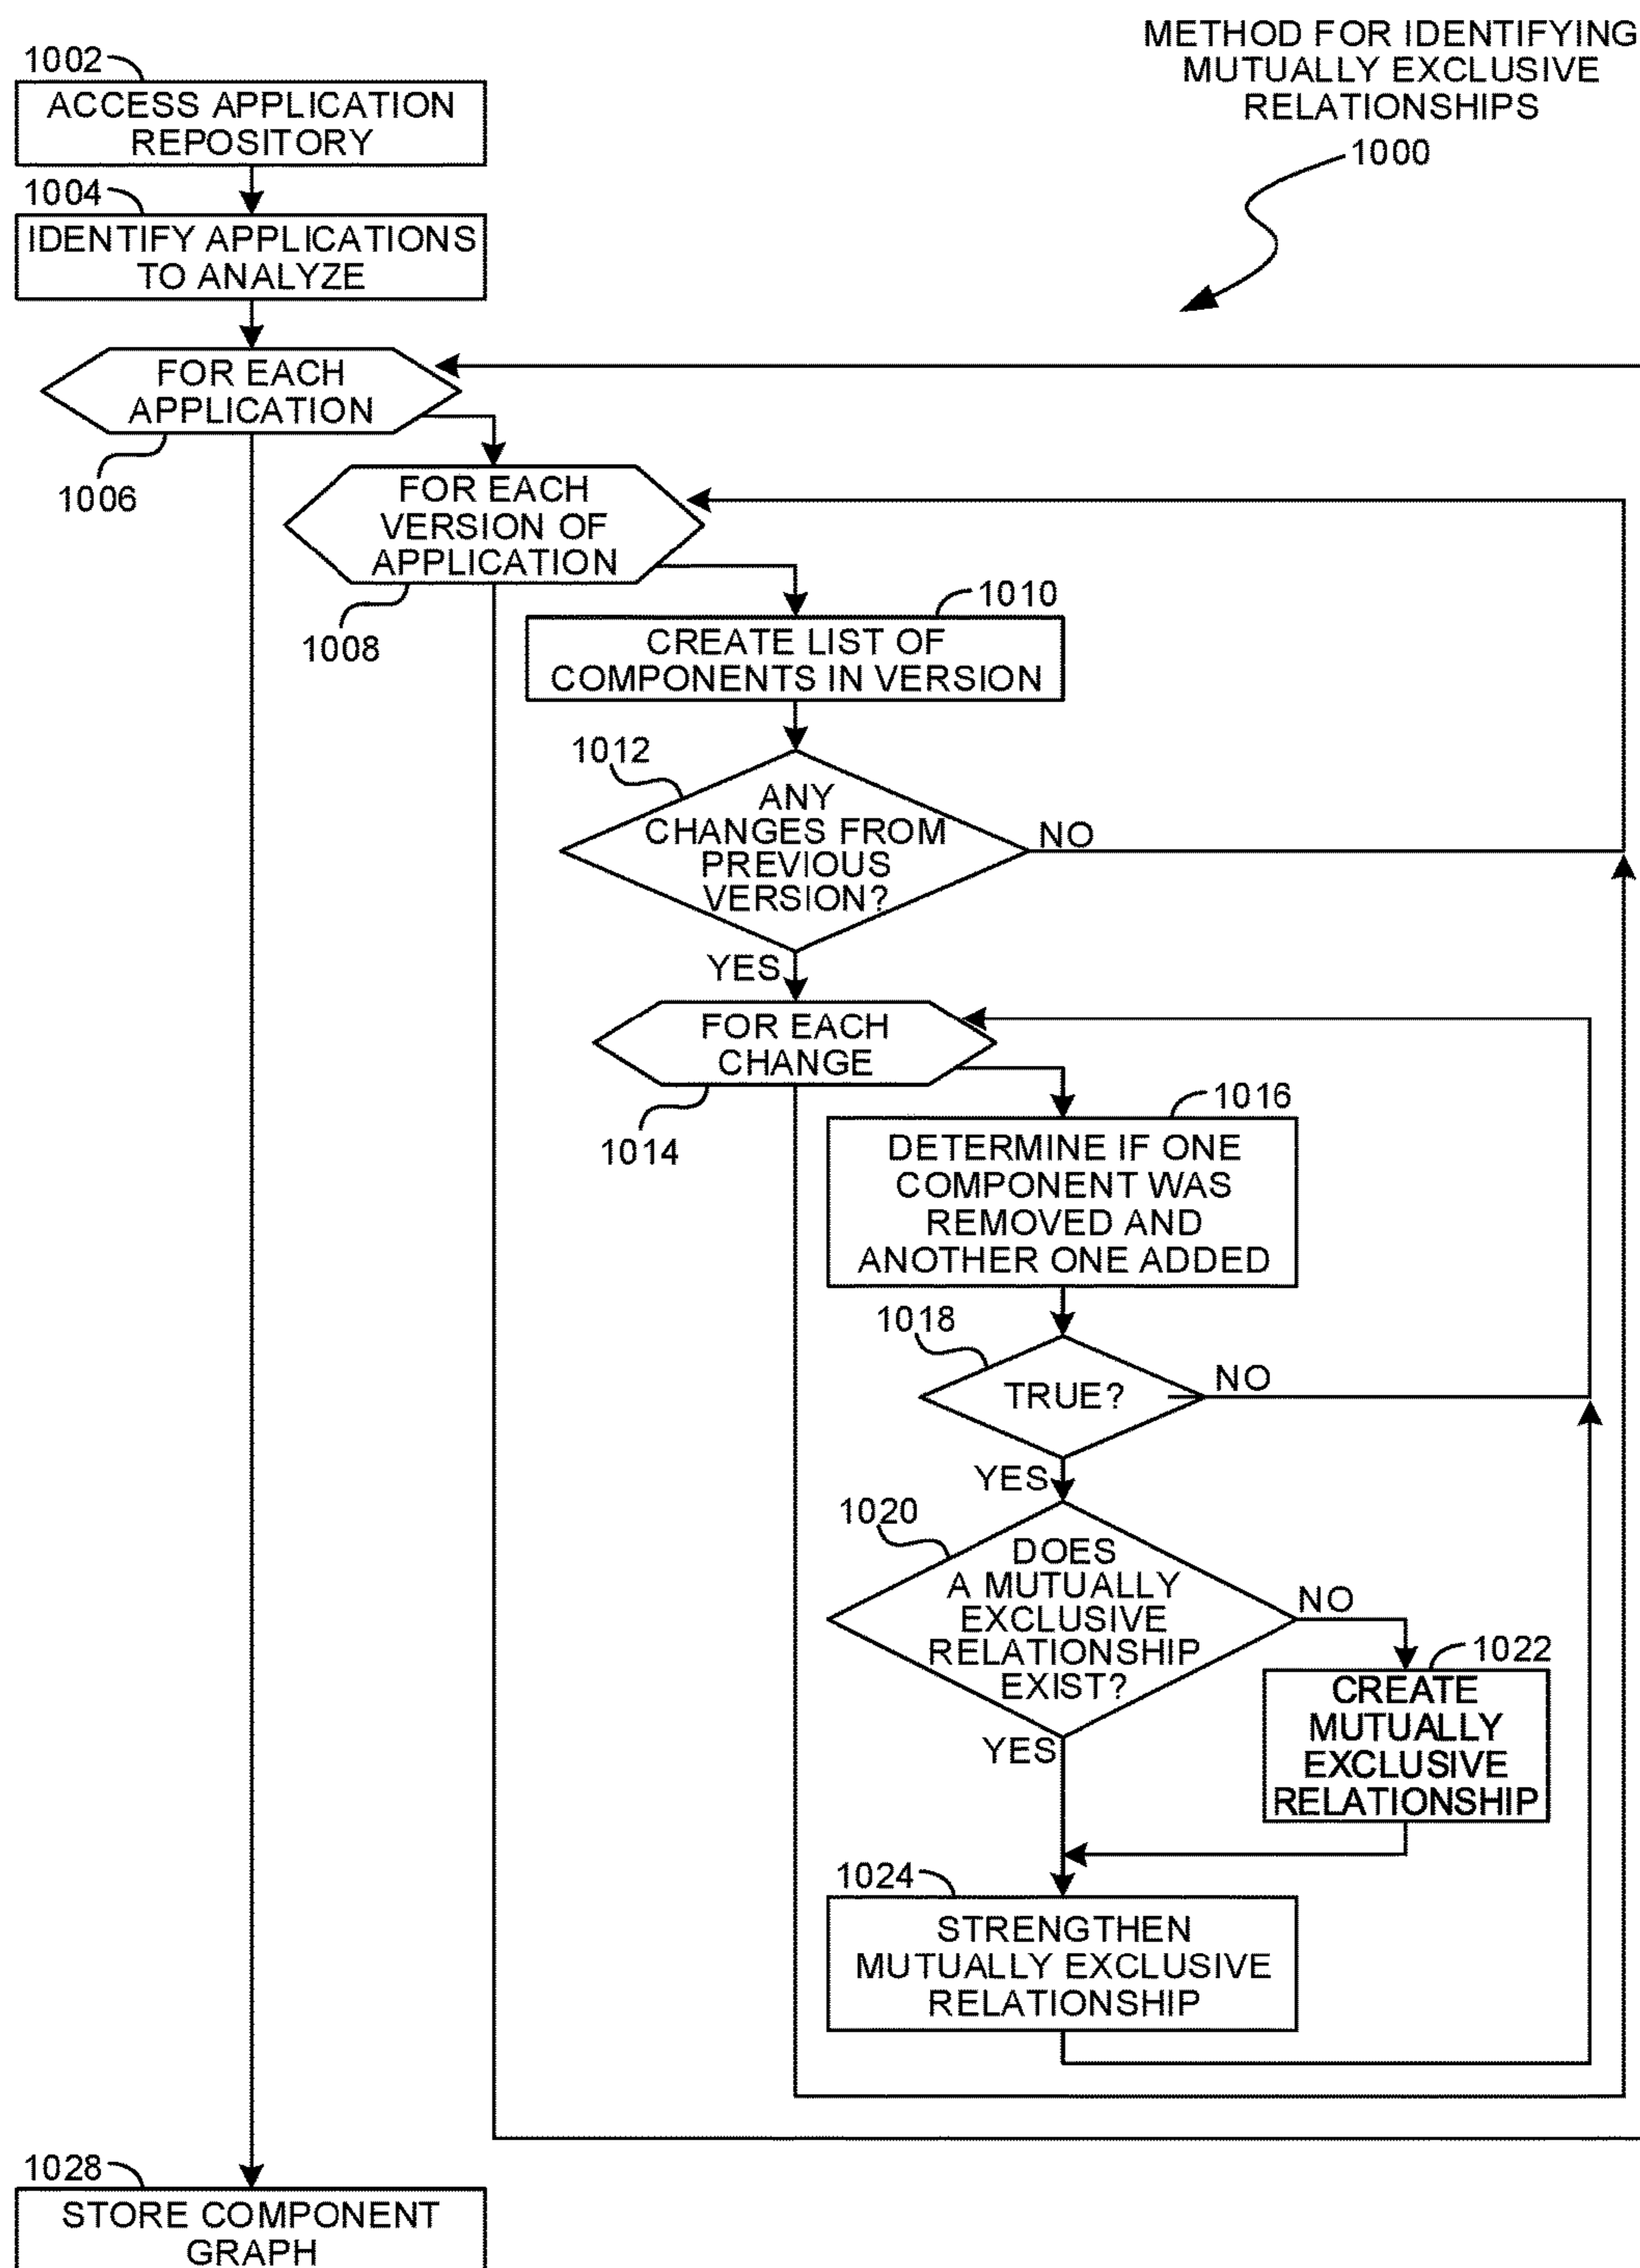 METHOD FOR IDENTIFYING
MUTUALLY EXCLUSIVE
RELATIONSHIPS
1000
1002
ACCESS APPLICATION
REPOSITORY
1004
IDENTIFY APPLICATIONS
TO ANALYZE
FOR EACH
APPLICATION
1006
FOR EACH
VERSION OF
APPLICATION
1008
1010
CREATE LIST OF
COMPONENTS IN VERSION
1012
ANY
CHANGES FROM
PREVIOUS
VERSION?
NO
YES
FOR EACH
CHANGE
1014
1016
DETERMINE IF ONE
COMPONENT WAS
REMOVED AND
ANOTHER ONE ADDED
1018
TRUE?
NO
YES
1020
DOES
A MUTUALLY
EXCLUSIVE
RELATIONSHIP
EXIST?
NO
YES
1022
CREATE
MUTUALLY
EXCLUSIVE
RELATIONSHIP
1024
STRENGTHEN
MUTUALLY EXCLUSIVE
RELATIONSHIP
1028
STORE COMPONENT
GRAPH